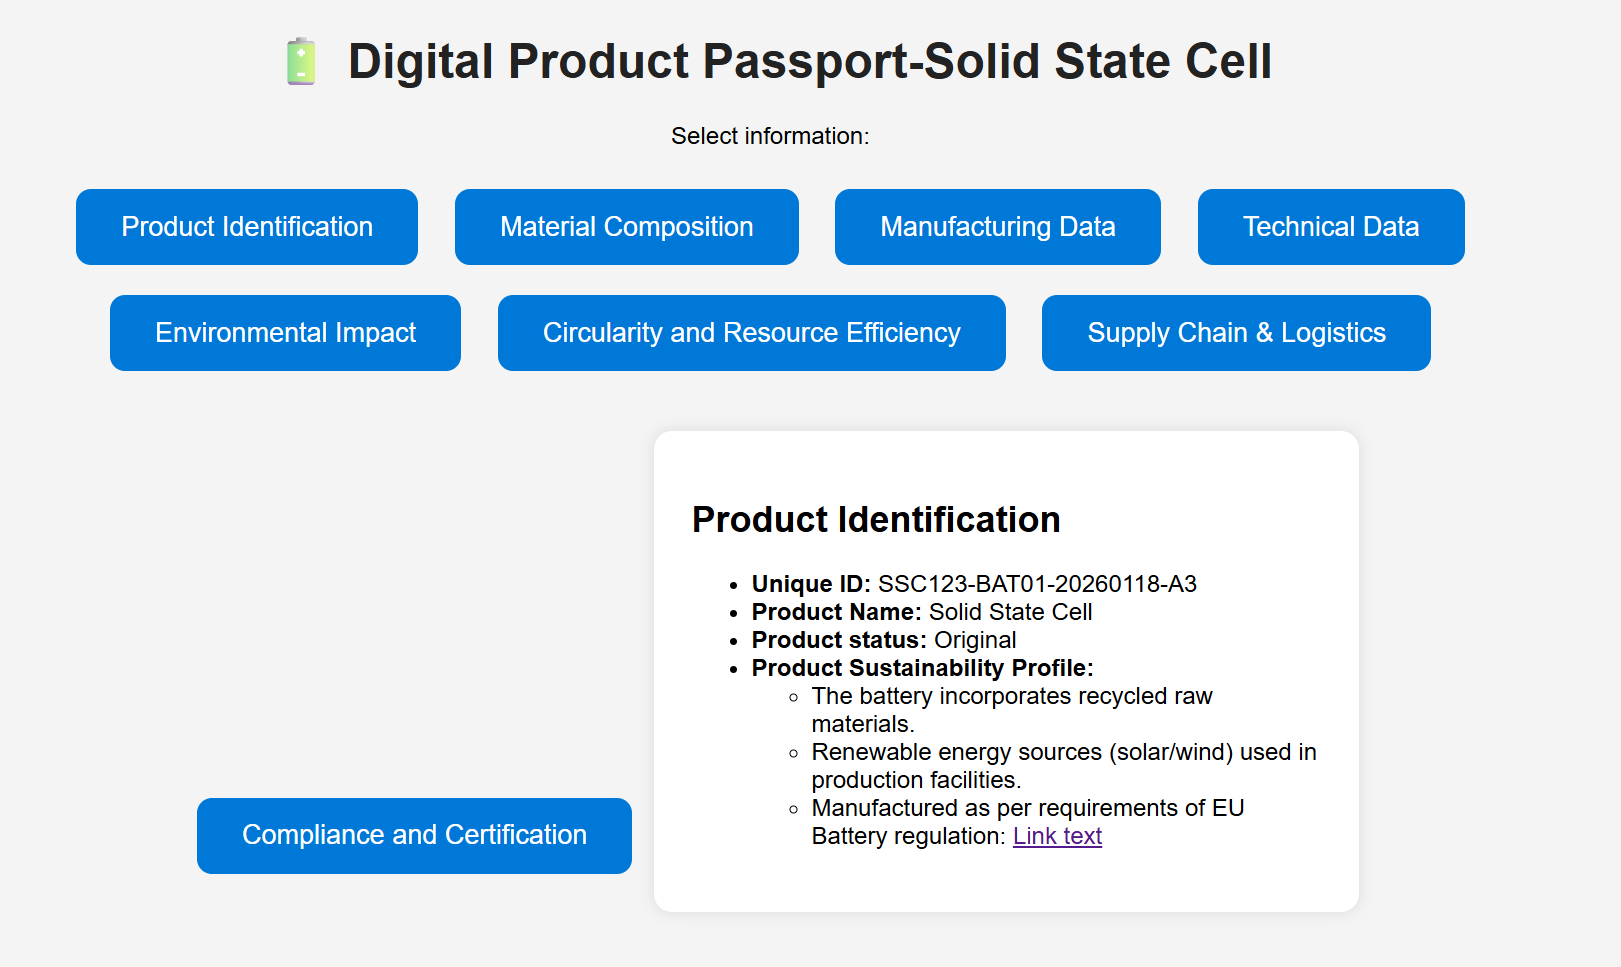 Digital Product Passport-Solid State Cell
Select information:
Product Identification
Material Composition
Manufacturing Data
Technical Data
Environmental Impact
Circularity and Resource Efficiency
Supply Chain & Logistics
Compliance and Certification
Product Identification
Unique ID: SSC123-BAT01-20260118-A3
Product Name: Solid State Cell
Product status: Original
Product Sustainability Profile:
The battery incorporates recycled raw
materials.
Renewable energy sources (solar/wind) used in
production facilities.
Manufactured as per requirements of EU
Battery regulation: Link text